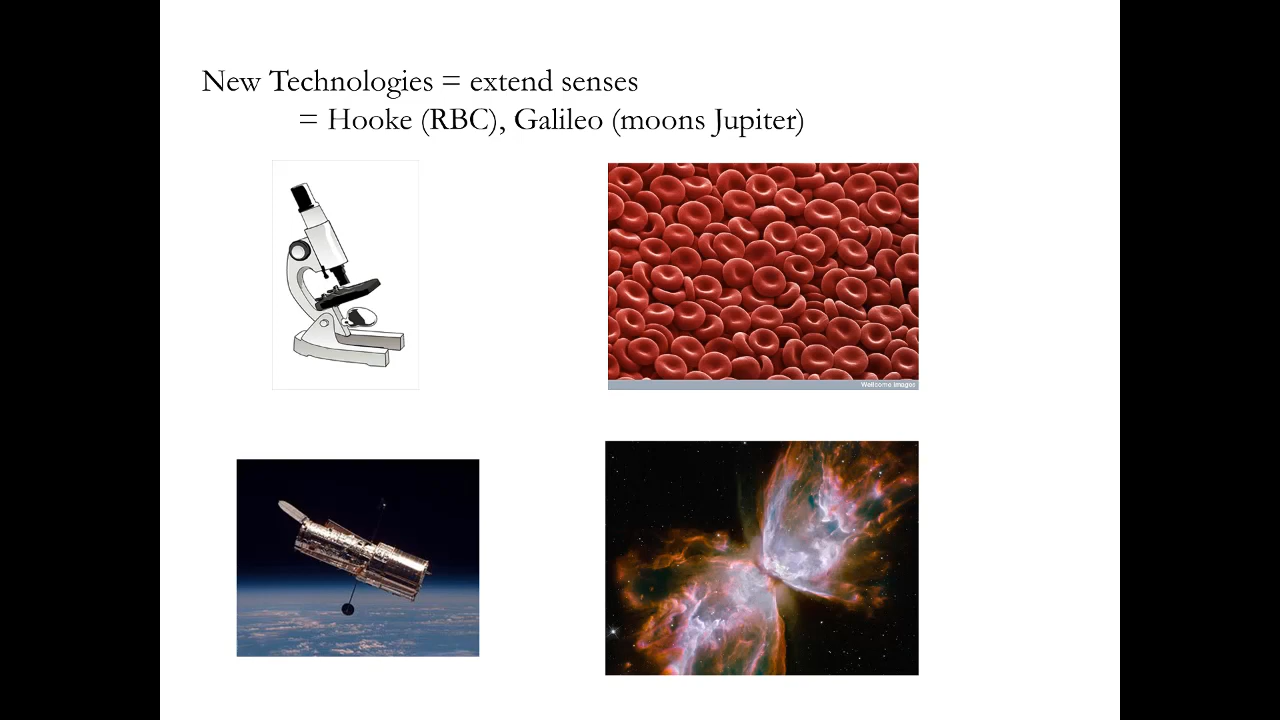 New Technologies = extend senses
= Hooke (RBC), Galileo (moons Jupiter)
Wellcome Images